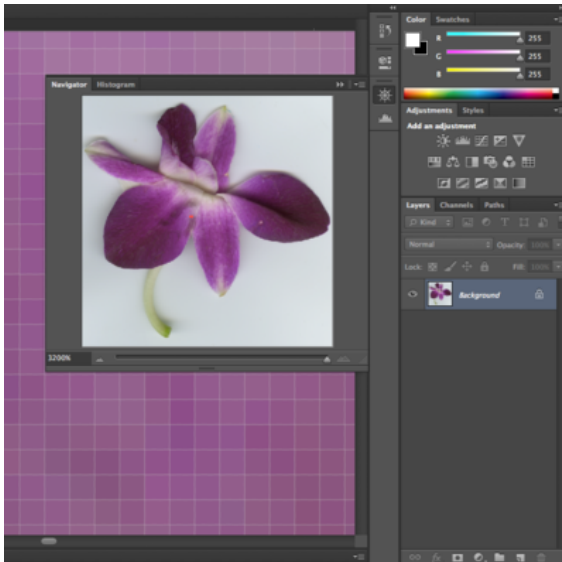 Color Swatches
R 255
G 255
B 255
Navigator Histogram
Adjustments Styles
Add an adjustment
Layers Channels Paths
Kind
Normal Opacity: 100%
Lock: Fill: 100%
Background
3200%
fx